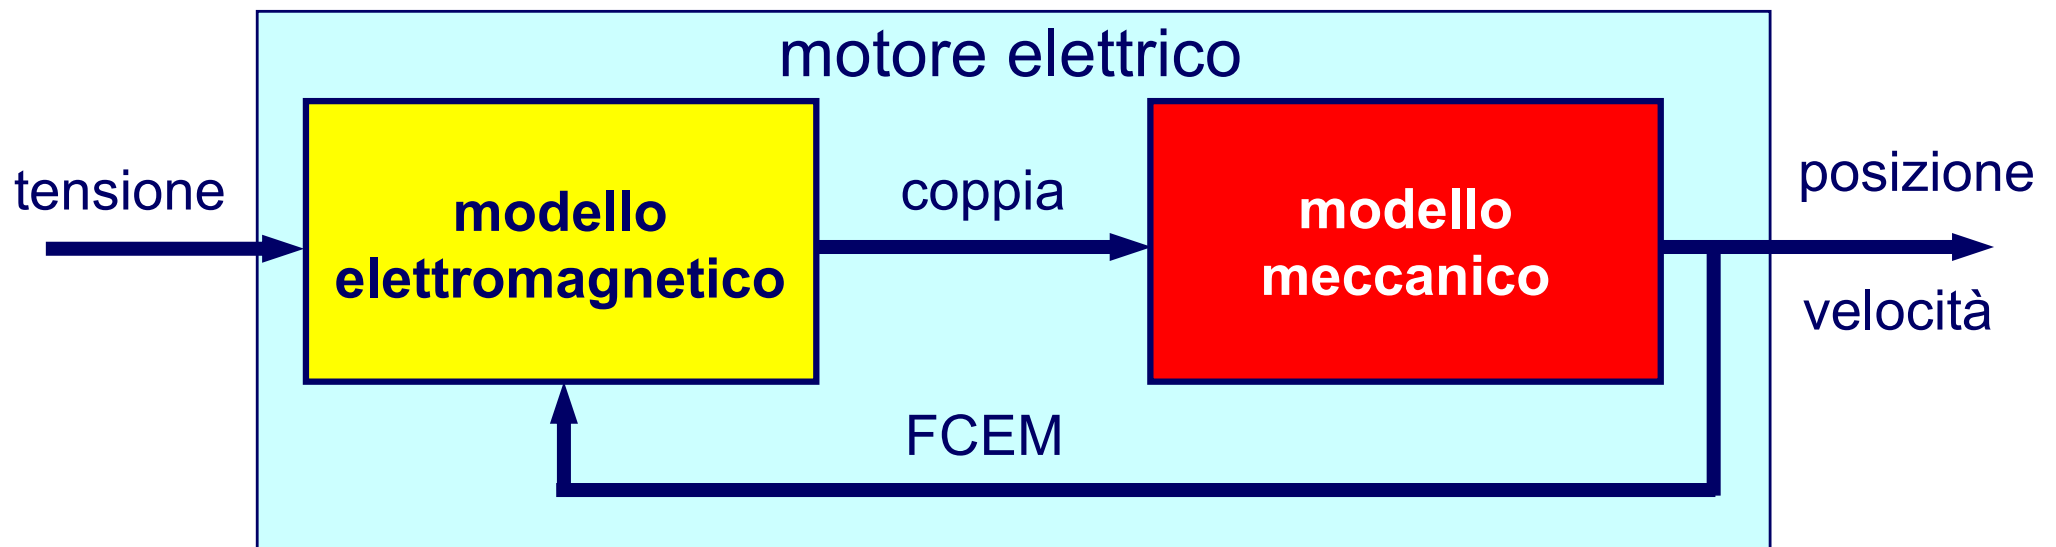 motore elettrico
tensione
modello
elettromagnetico
coppia
modello
meccanico
posizione
velocità
FCEM